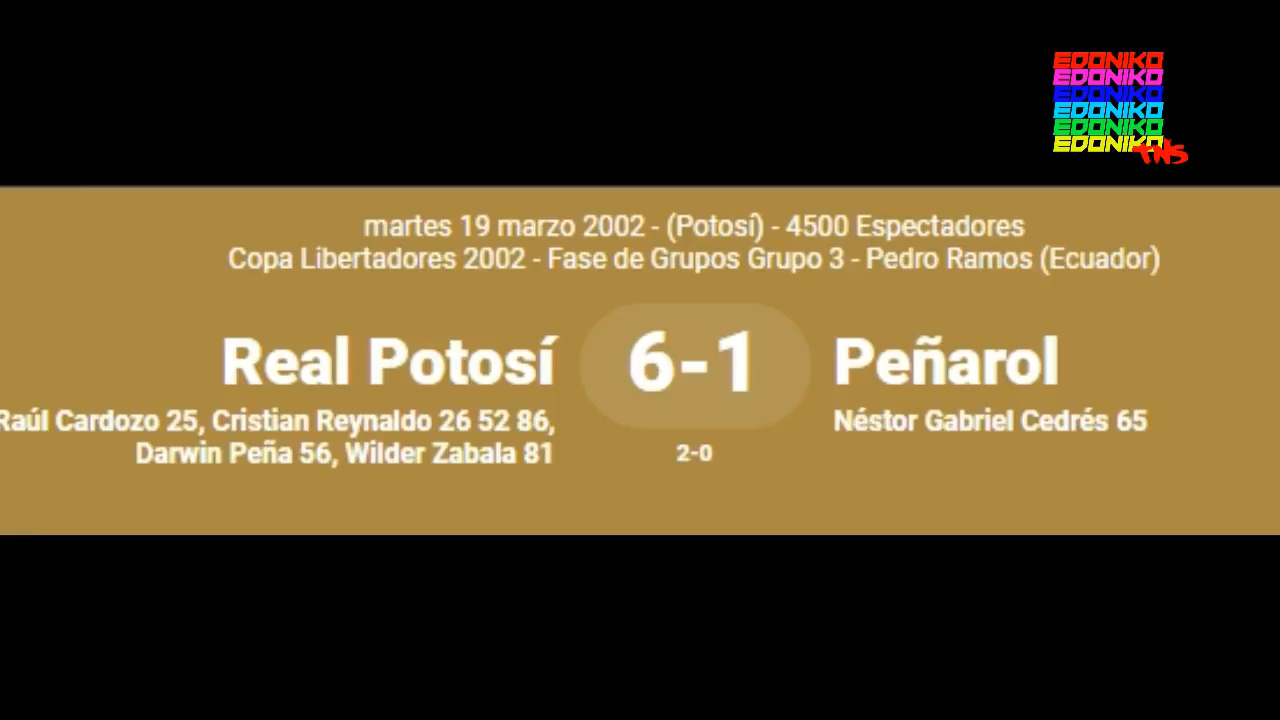 EDONIKO
EDONIKO
EDONIKO
EDONIKO
EDONIKO
EDONIKO
TNS
martes 19 marzo 2002 - (Potosí) - 4500 Espectadores
Copa Libertadores 2002 - Fase de Grupos Grupo 3 - Pedro Ramos (Ecuador)
Real Potosí 6-1 Peñarol
Raúl Cardozo 25, Cristian Reynaldo 26 52 86, Néstor Gabriel Cedrés 65
Darwin Peña 56, Wilder Zabala 81 2-0